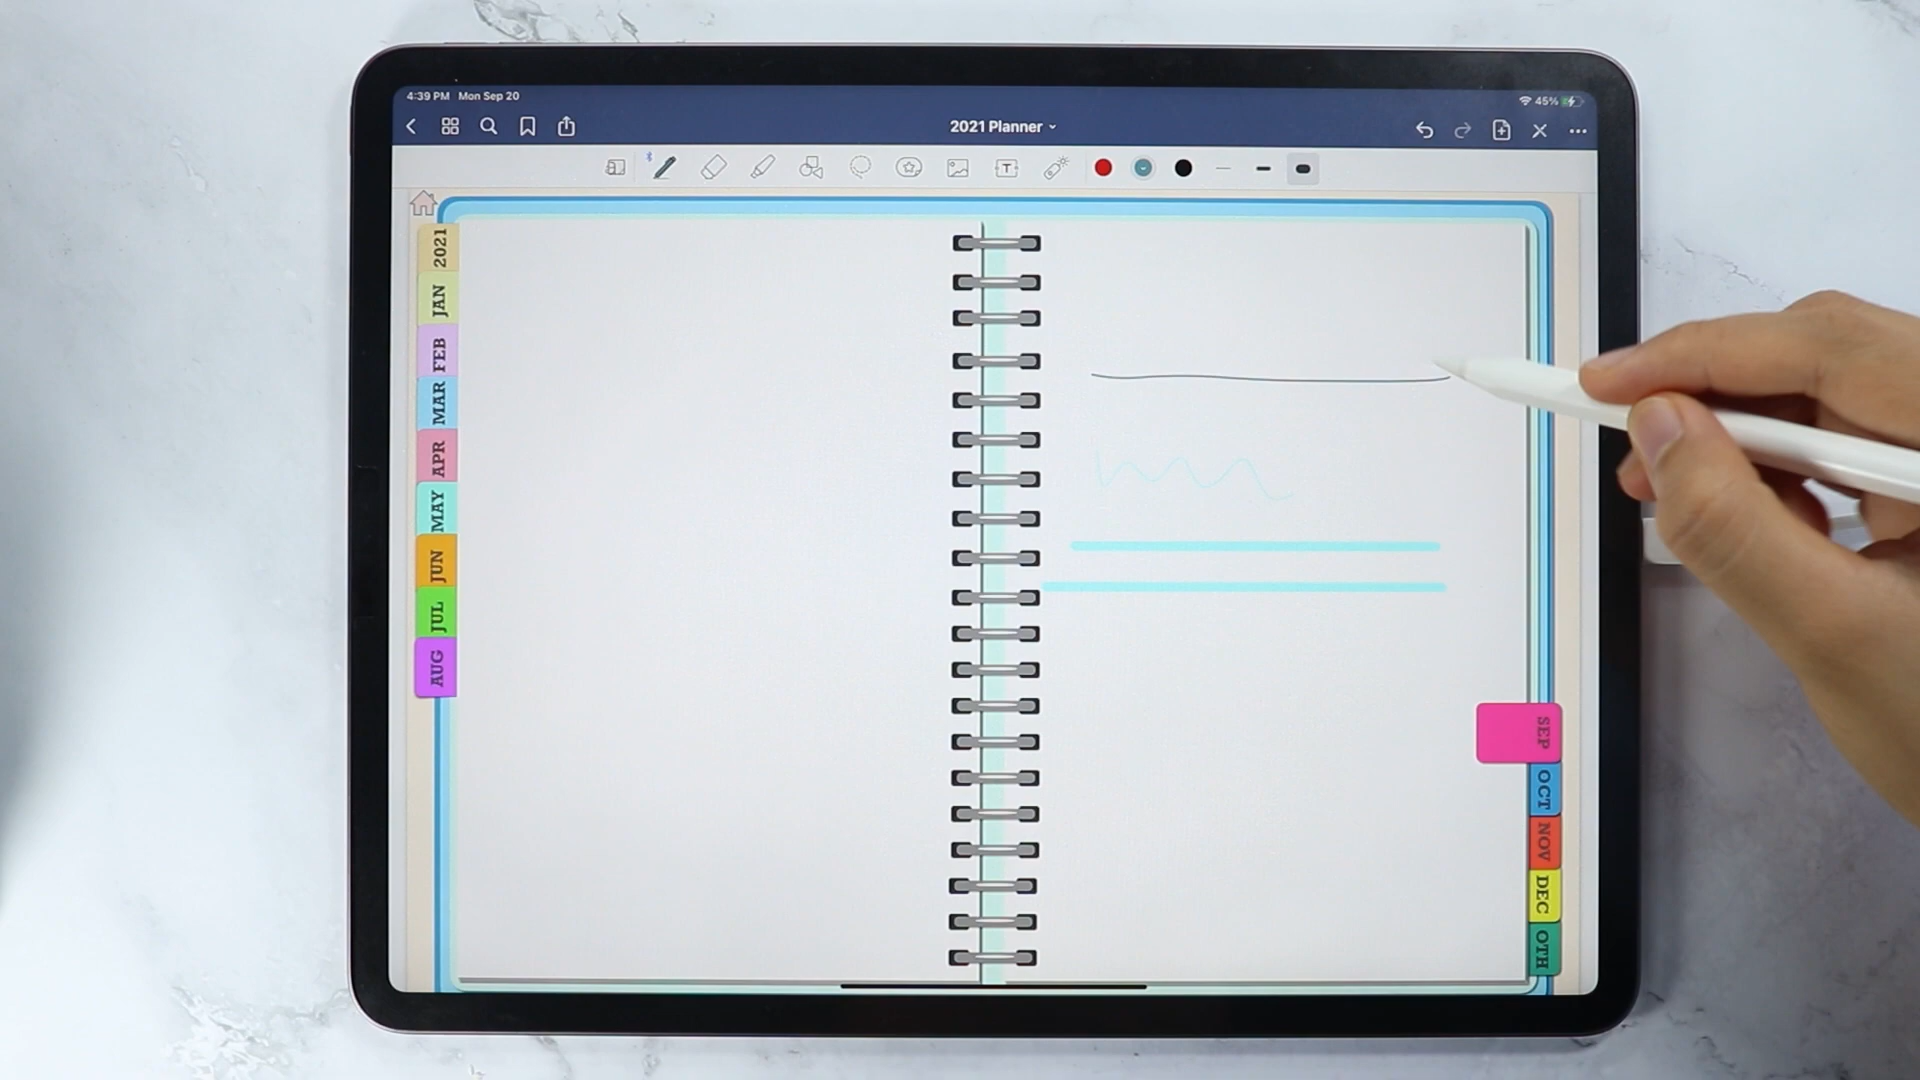 4:39 PM Mon Sep 20
45%
2021 Planner
T
2021
JAN
FEB
MAR
APR
MAY
JUN
JUL
AUG
SEP
OCT
NOV
DEC
OTH